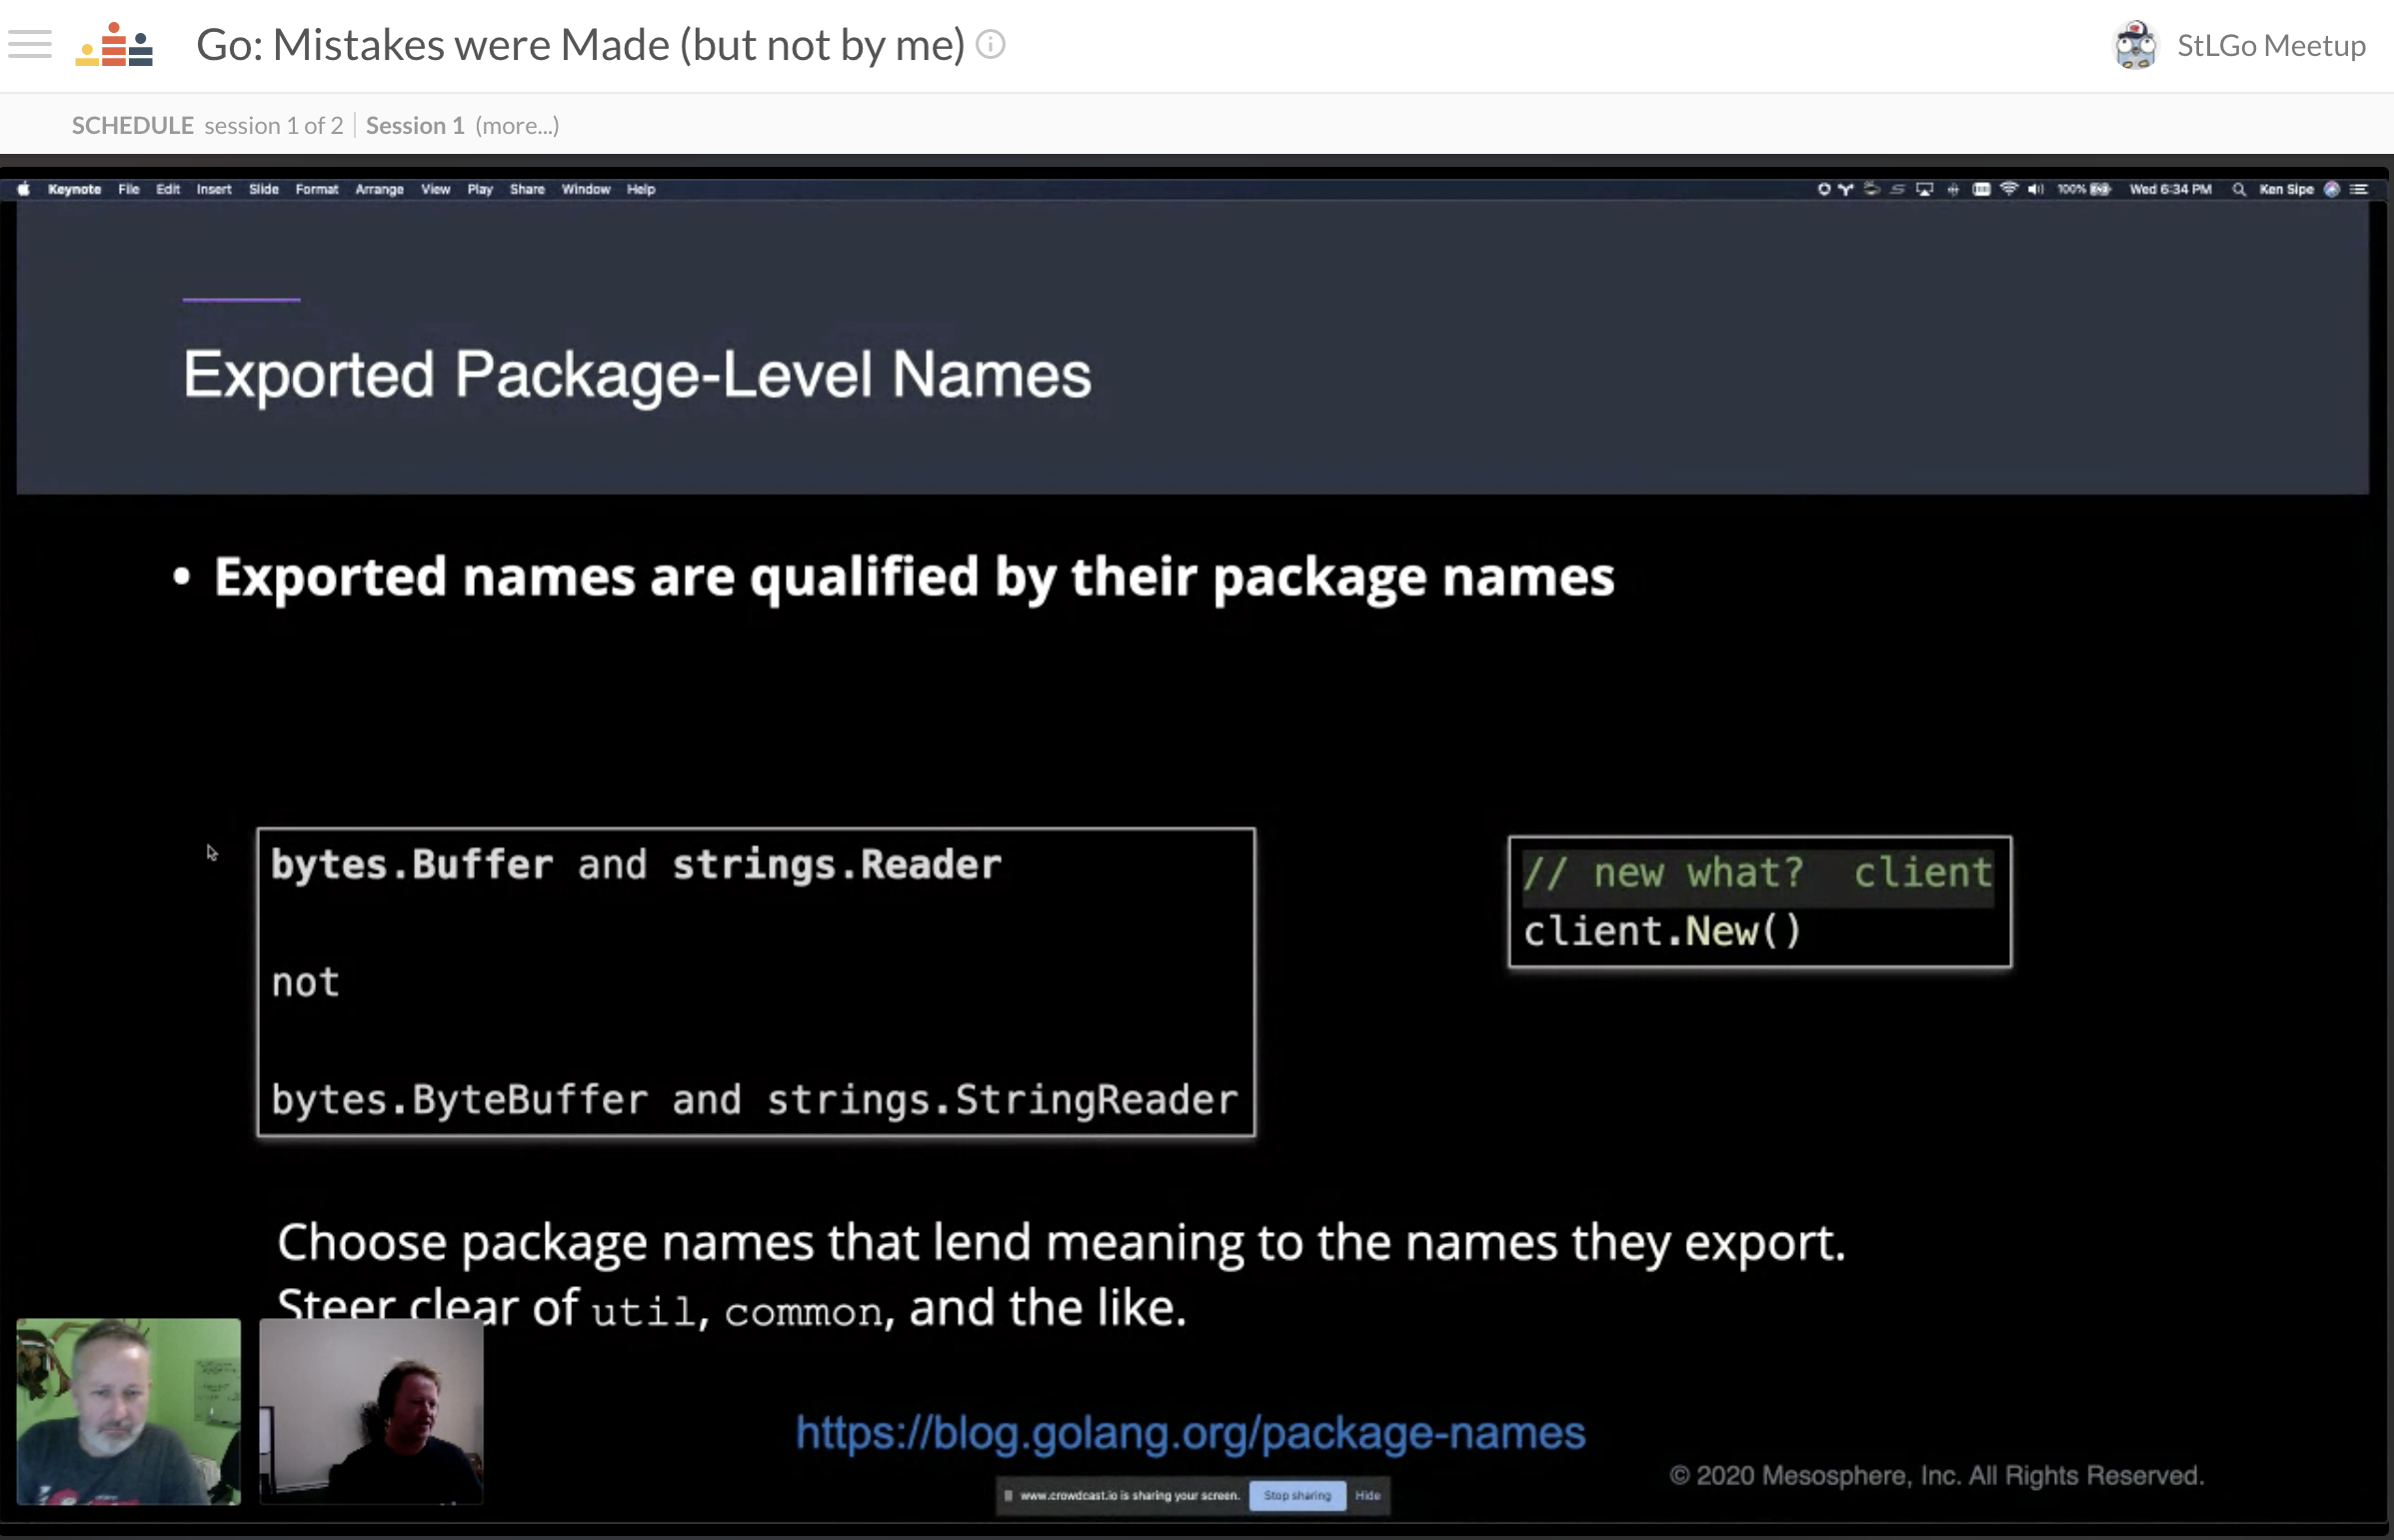 Go: Mistakes were Made (but not by me)
StLGo Meetup
SCHEDULE session 1 of 2 | Session 1 (more...)
Keynote File Edit Insert Slide Format Arrange View Play Share Window Help
100% Wed 6:34 PM Ken Sipe
Exported Package-Level Names
• Exported names are qualified by their package names
bytes.Buffer and strings.Reader
not
bytes.ByteBuffer and strings.StringReader
// new what? client
client.New()
Choose package names that lend meaning to the names they export.
Steer clear of util, common, and the like.
https://blog.golang.org/package-names
© 2020 Mesosphere, Inc. All Rights Reserved.
www.crowdcast.io is sharing your screen. Stop sharing Hide